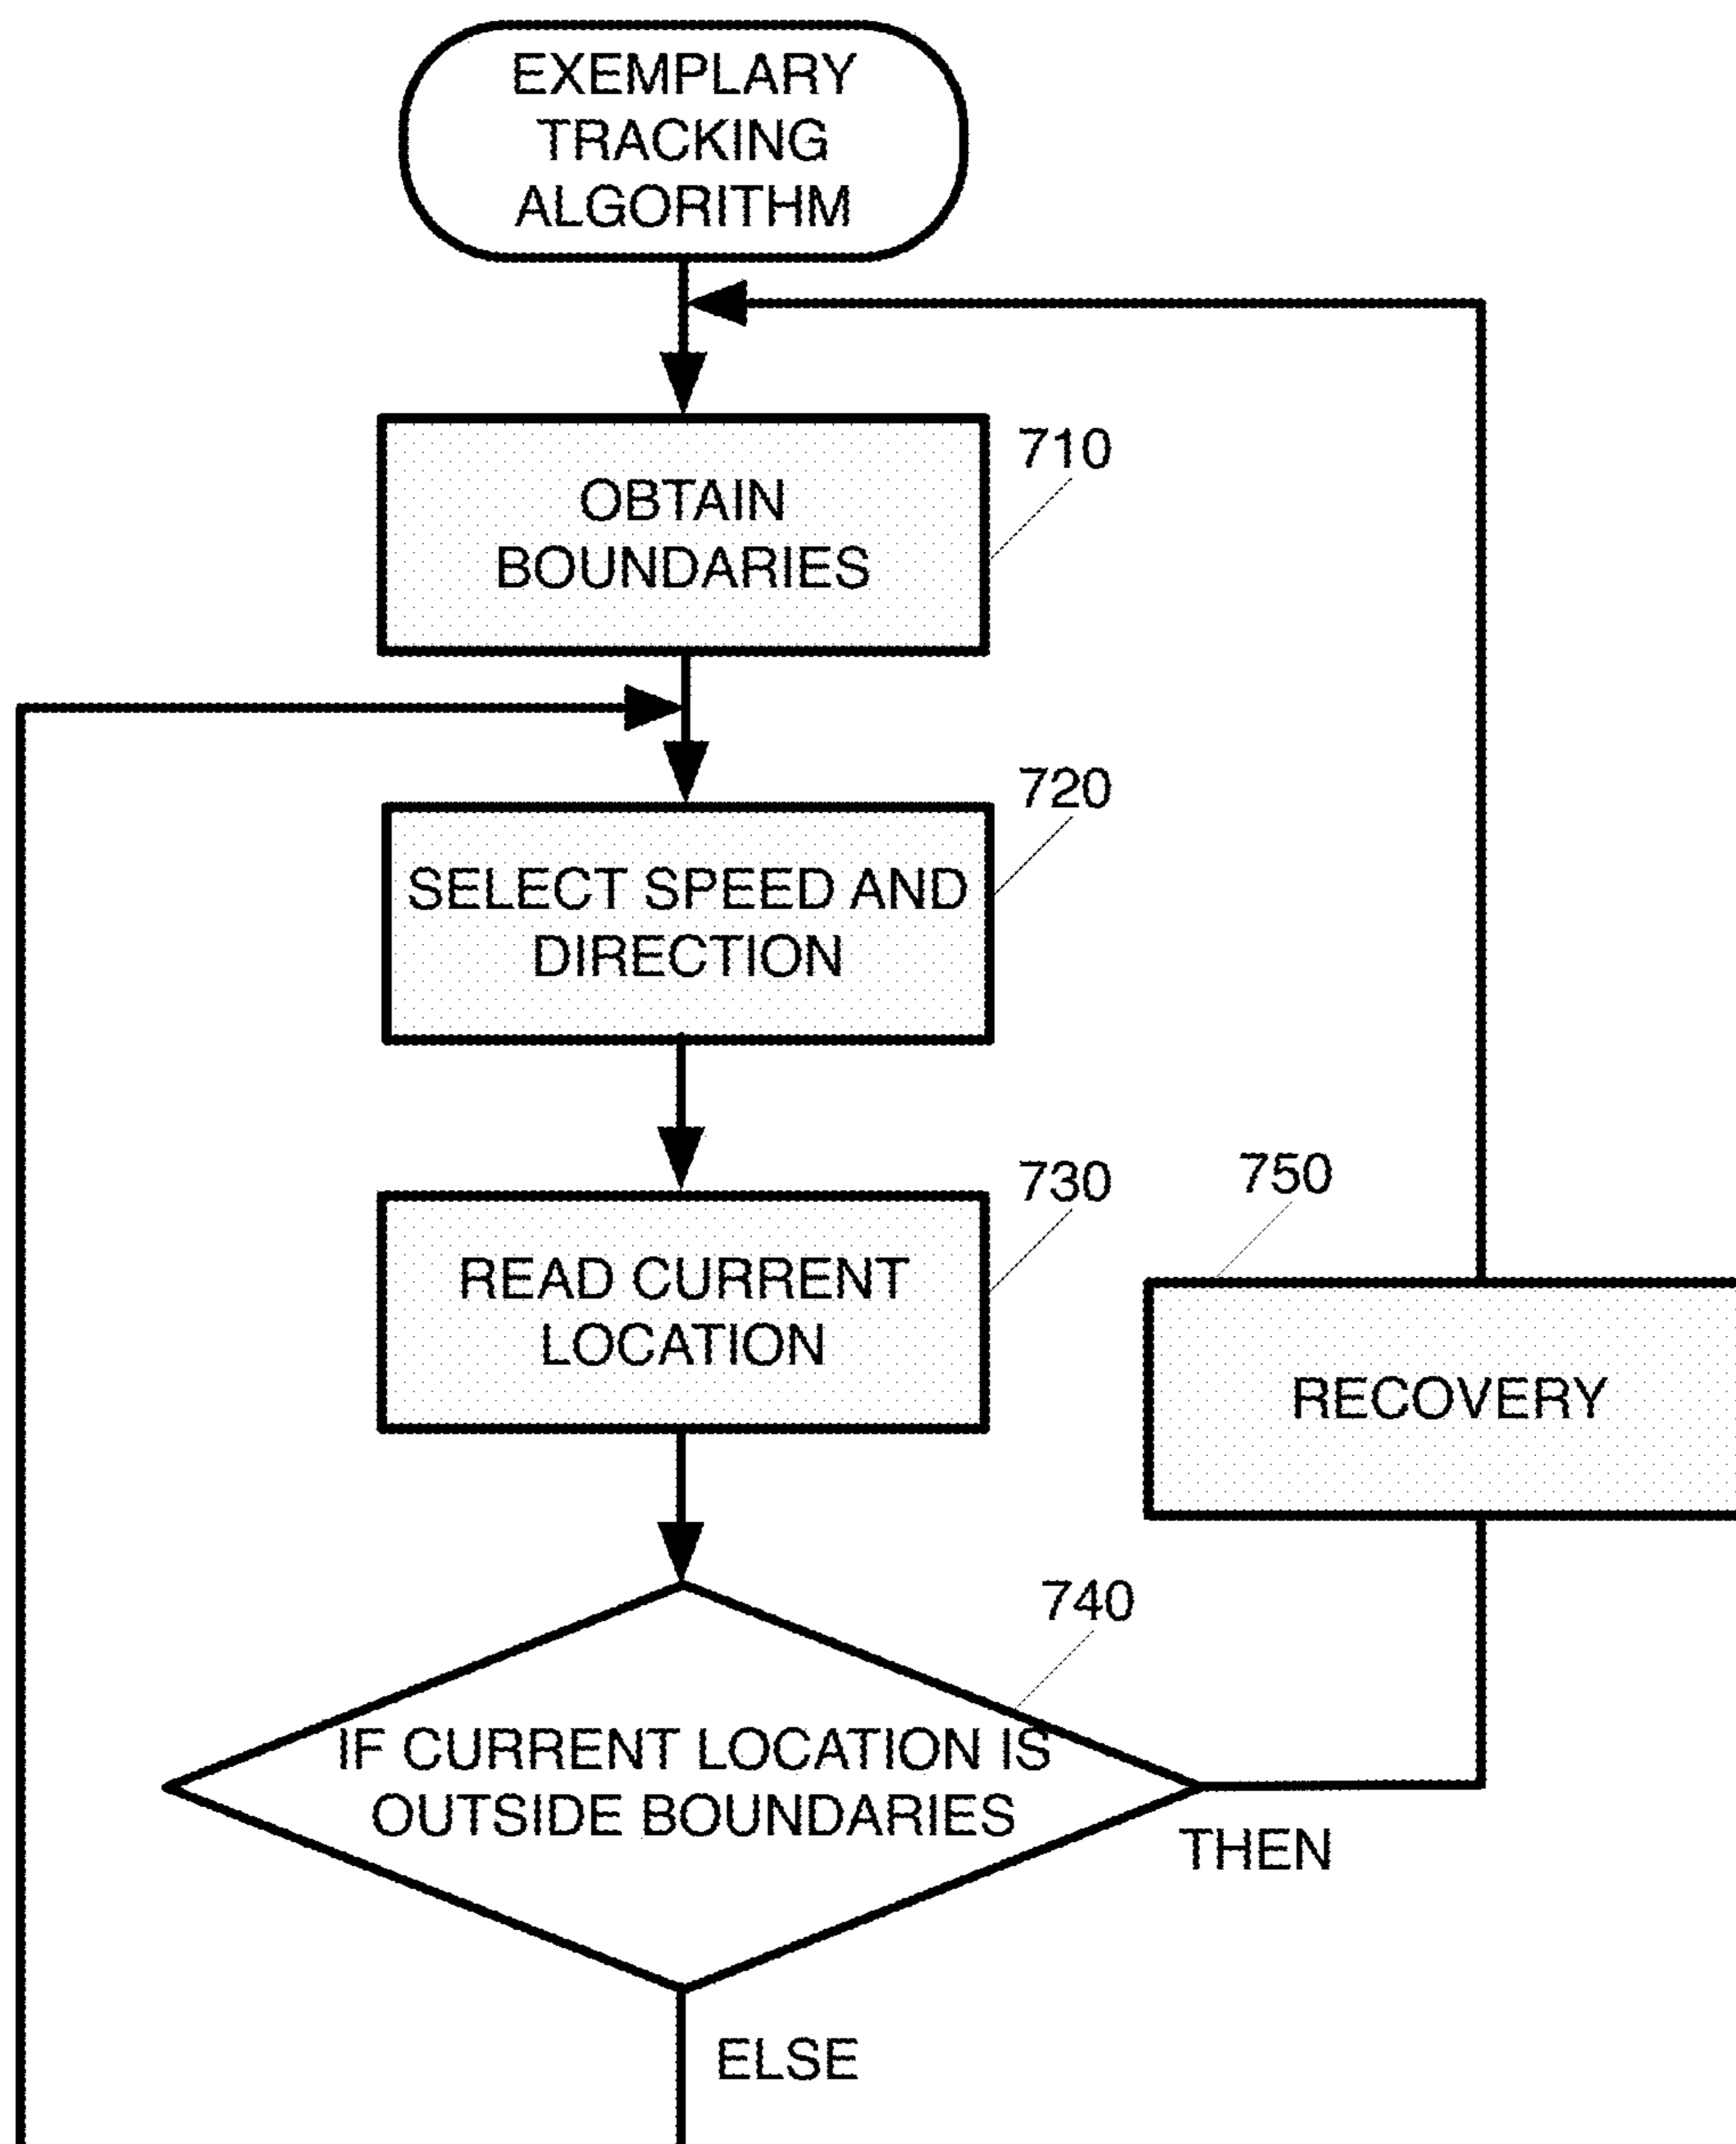 EXEMPLARY
TRACKING
ALGORITHM
710
OBTAIN
BOUNDARIES
720
SELECT SPEED AND
DIRECTION
730
READ CURRENT
LOCATION
750
RECOVERY
740
IF CURRENT LOCATION IS
OUTSIDE BOUNDARIES
THEN
ELSE